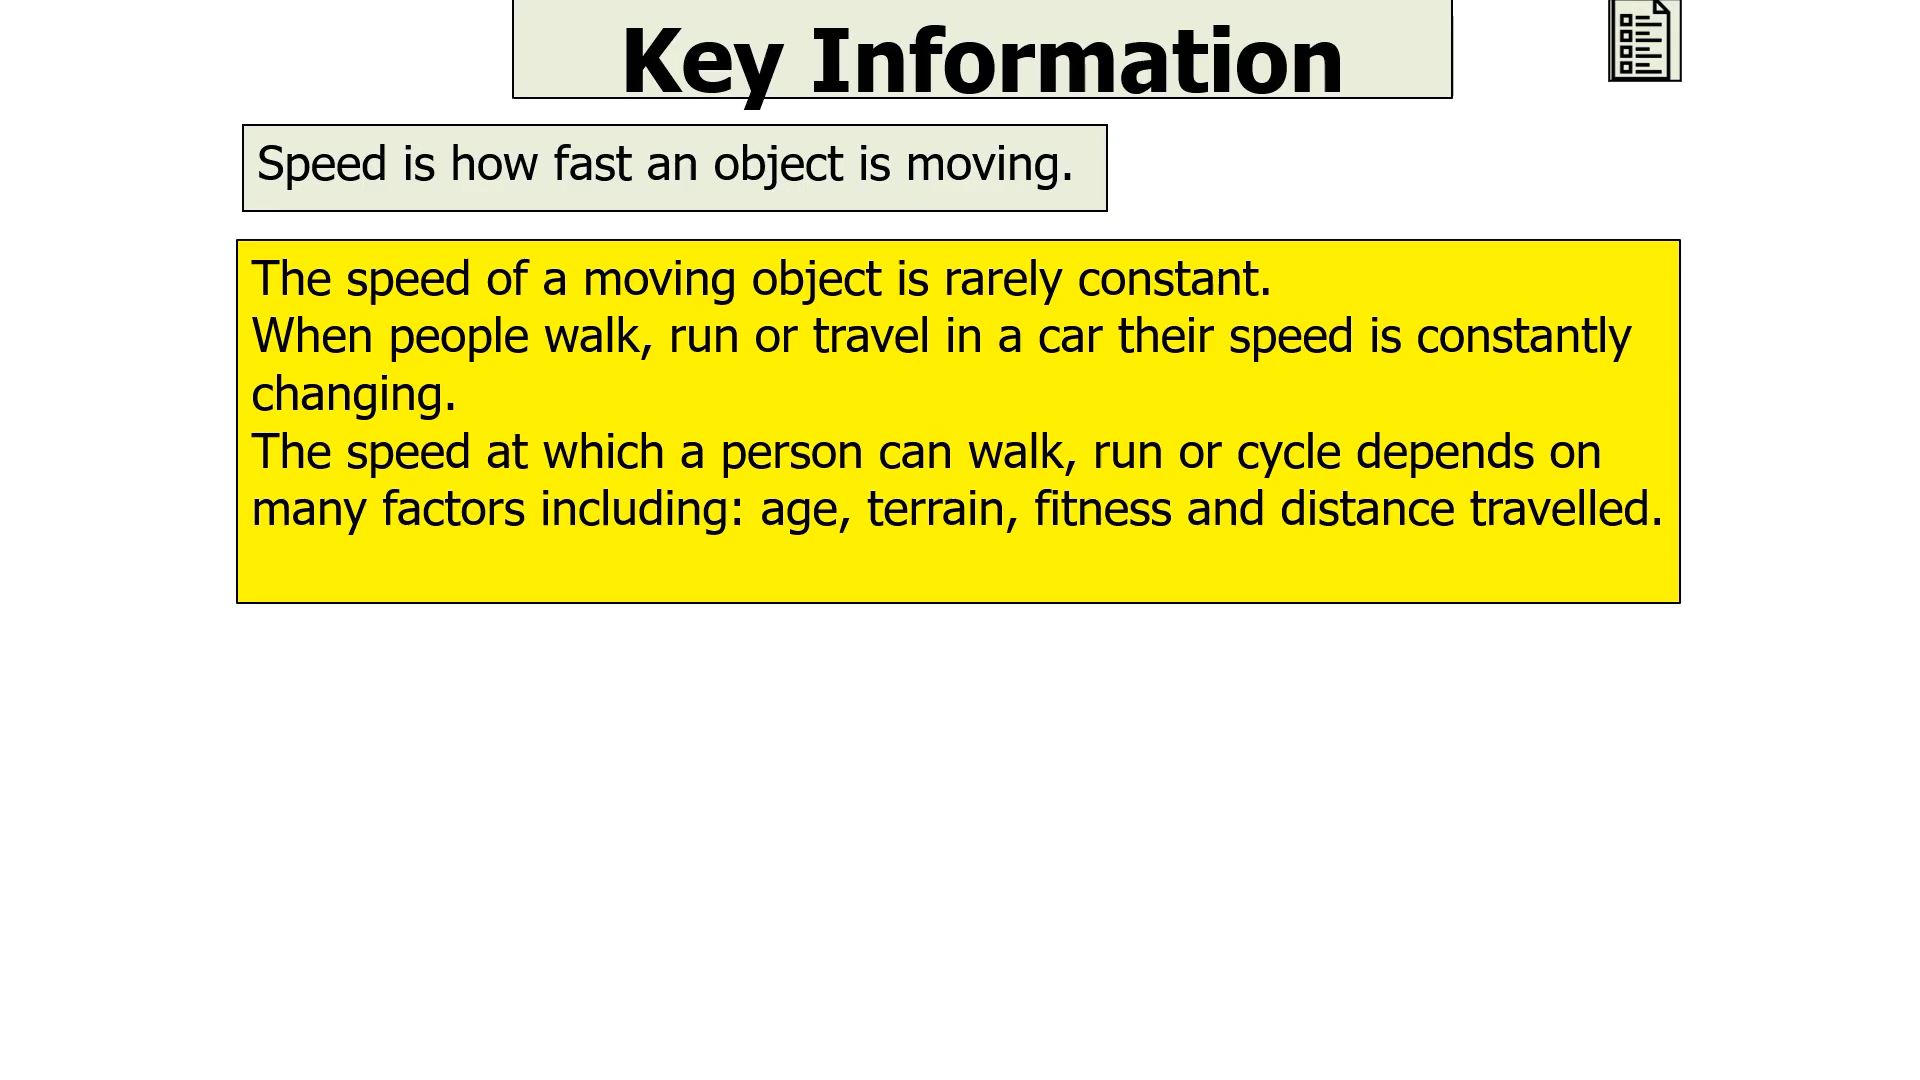 Key Information
Speed is how fast an object is moving.
The speed of a moving object is rarely constant.
When people walk, run or travel in a car their speed is constantly
changing.
The speed at which a person can walk, run or cycle depends on
many factors including: age, terrain, fitness and distance travelled.